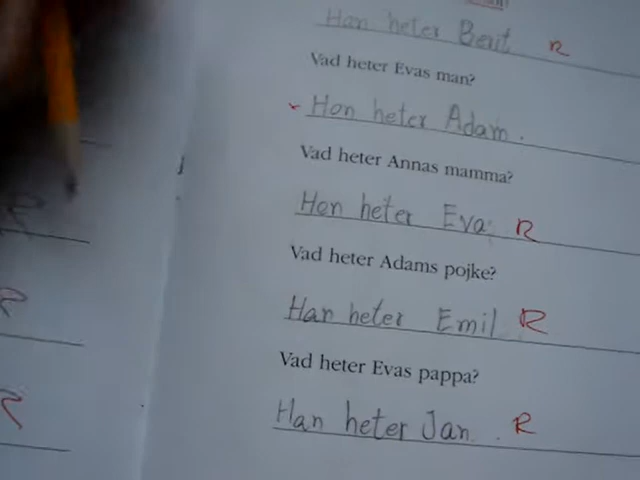 Han heter Berit R
Vad heter Evas man?
x Hon heter Adam.
Vad heter Annas mamma?
Hon heter Eva R
Vad heter Adams pojke?
R
Han heter Emil R
R
Vad heter Evas pappa?
R
Han heter Jan. R